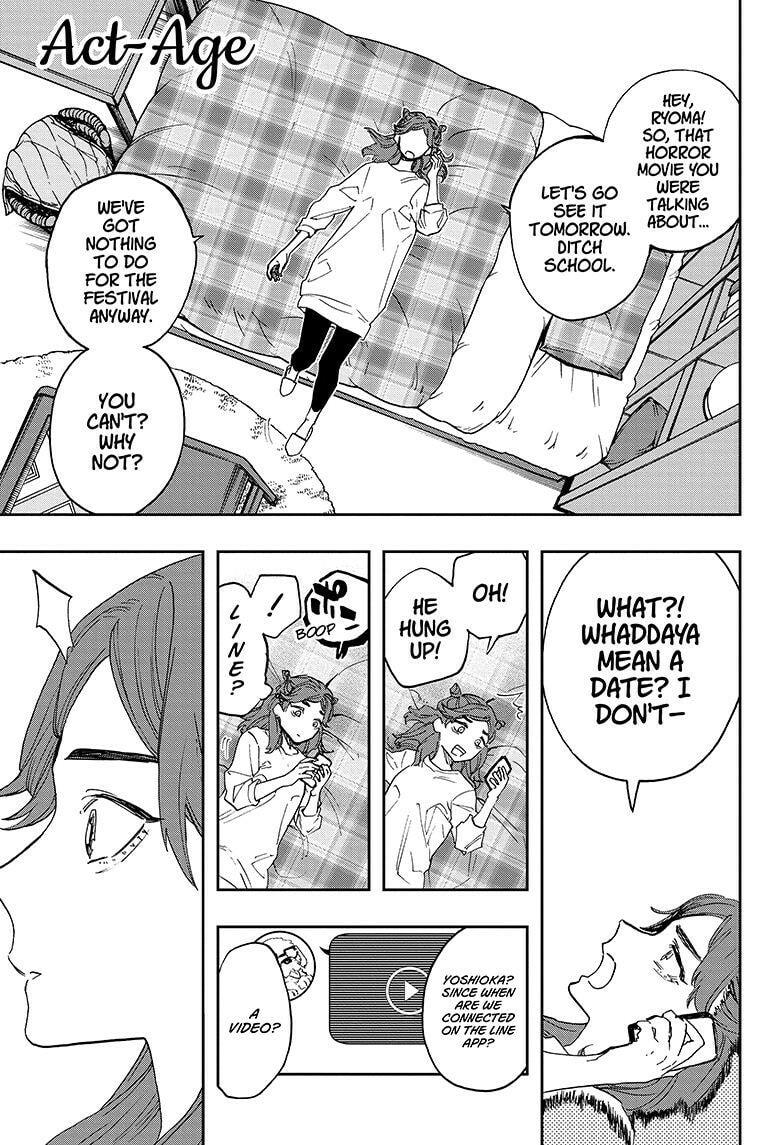 Act-Age
HEY,
RYOMA!
SO, THAT
HORROR
MOVIE YOU
WERE
TALKING
ABOUT...
LET'S GO
SEE IT
TOMORROW.
DITCH
SCHOOL.
WE'VE
GOT
NOTHING
TO DO
FOR THE
FESTIVAL
ANYWAY.
YOU
CAN'T?
WHY
NOT?
WHAT?!
WHADDAYA
MEAN A
DATE? I
DON'T-
OH!
HE
HUNG
UP!
ポ
BOOP
!
LINE?
YOSHIOKA?
SINCE WHEN
ARE WE
CONNECTED
ON THE LINE
APP?
A
VIDEO?